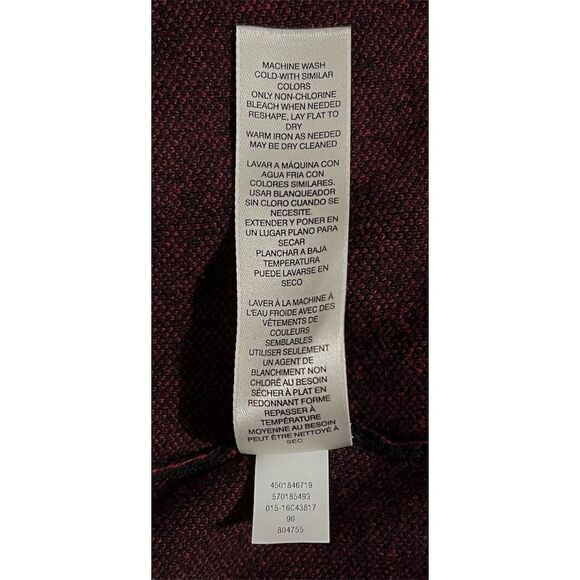 MACHINE WASH
COLD-WITH SIMILAR
COLORS
ONLY NON-CHLORINE
BLEACH WHEN NEEDED
RESHAPE, LAY FLAT TO
DRY
WARM IRON AS NEEDED
MAY BE DRY CLEANED
LAVAR A MÁQUINA CON
AGUA FRIA CON
COLORES SIMILARES.
USAR BLANQUEADOR
SIN CLORO CUANDO SE
NECESITE.
EXTENDER Y PONER EN
UN LUGAR PLANO PARA
SECAR
PLANCHAR A BAJA
TEMPERATURA
PUEDE LAVARSE EN
SECO
LAVER À LA MACHINE À
L'EAU FROIDE AVEC DES
VÊTEMENTS DE
COULEURS
SEMBLABLES
UTILISER SEULEMENT
UN AGENT DE
BLANCHIMENT NON
CHLORÉ AU BESOIN
SÉCHER À PLAT EN
REDONNANT FORME
REPASSER À
TEMPÉRATURE
MOYENNE AU BESOIN
PEUT ÊTRE NETTOYÉ À
SEC
4501846719
570185493
015-16C43817
96
804755